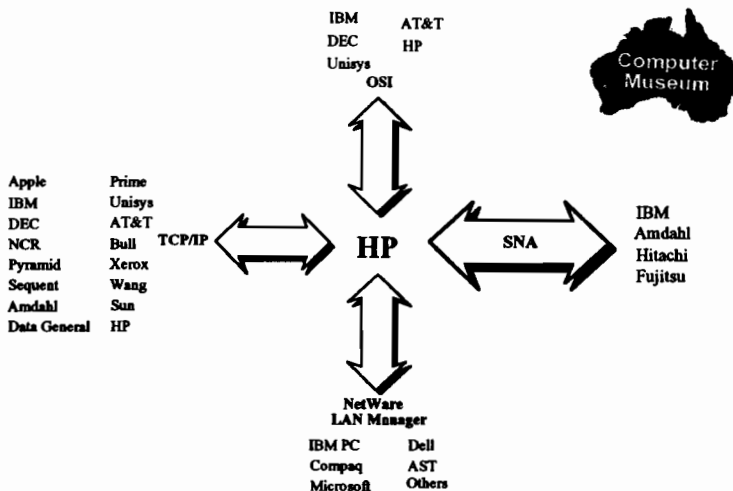 IBM AT&T
DEC HP
Unisys
OSI
Computer
Museum
Apple Prime
IBM Unisys
DEC AT&T
NCR Bull
Pyramid Xerox
Sequent Wang
Amdahl Sun
Data General HP
TCP/IP
HP
SNA
IBM
Amdahl
Hitachi
Fujitsu
NetWare
LAN Manager
IBM PC Dell
Compaq AST
Microsoft Others